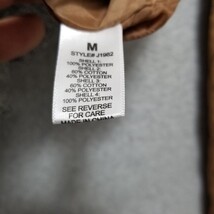 M
STYLE# J1982
SHELL 1:
100% POLYESTER
SHELL 2:
60% COTTON
40% POLYESTER
SHELL 3:
60% COTTON
40% POLYESTER
SHELL 4:
100% POLYESTER
SEE REVERSE
FOR CARE
MADE IN CHINA